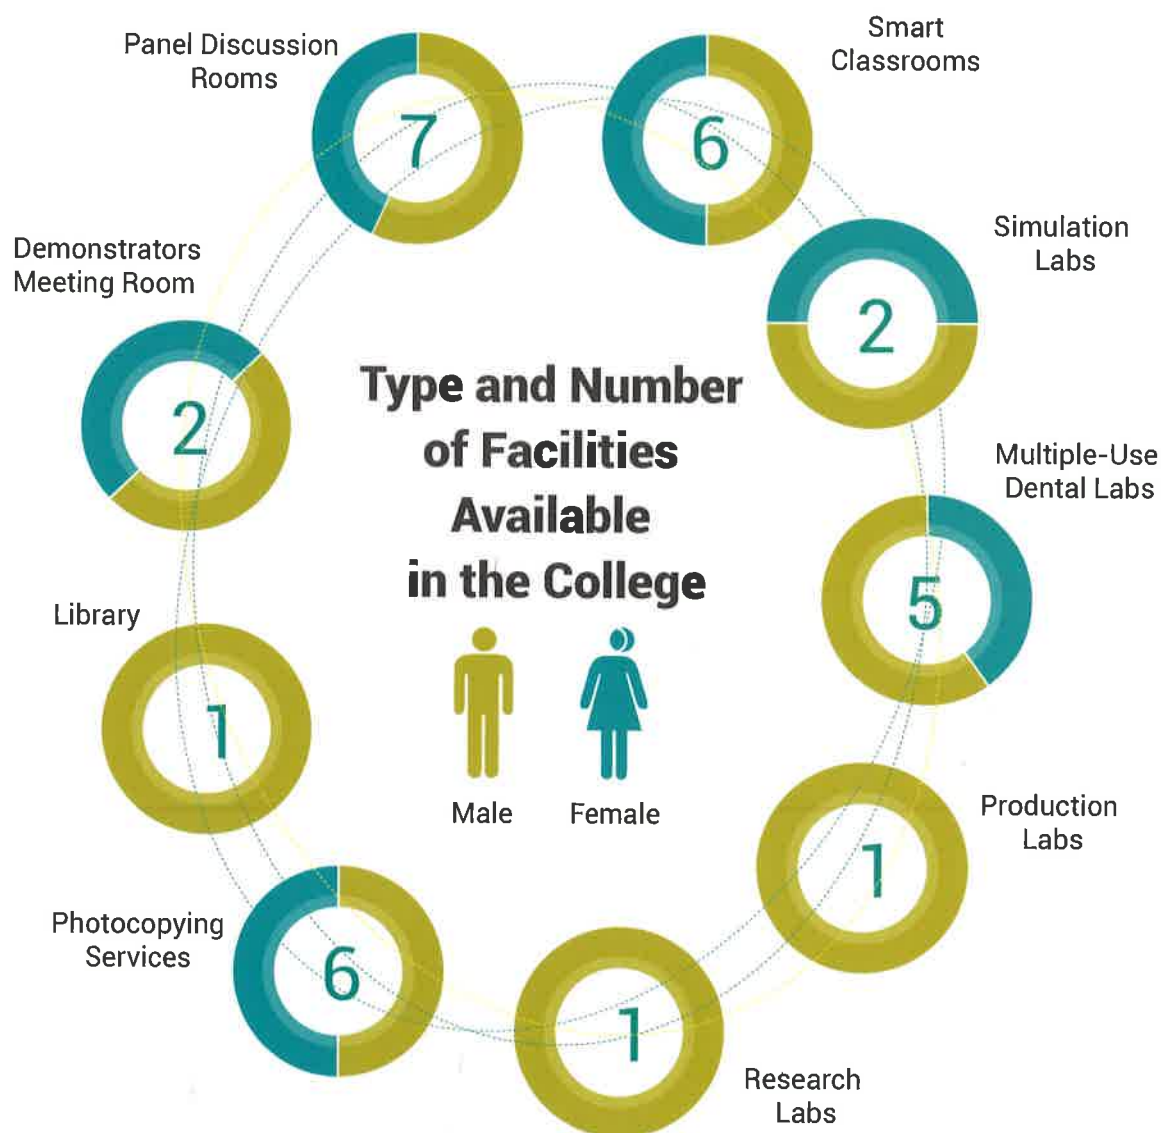 Panel Discussion
Rooms
7
Smart
Classrooms
6
Simulation
Labs
2
Demonstrators
Meeting Room
2
Type and Number
of Facilities
Available
in the College
Multiple-Use
Dental Labs
5
Library
1
Male
Female
Production
Labs
1
Photocopying
Services
6
1
Research
Labs